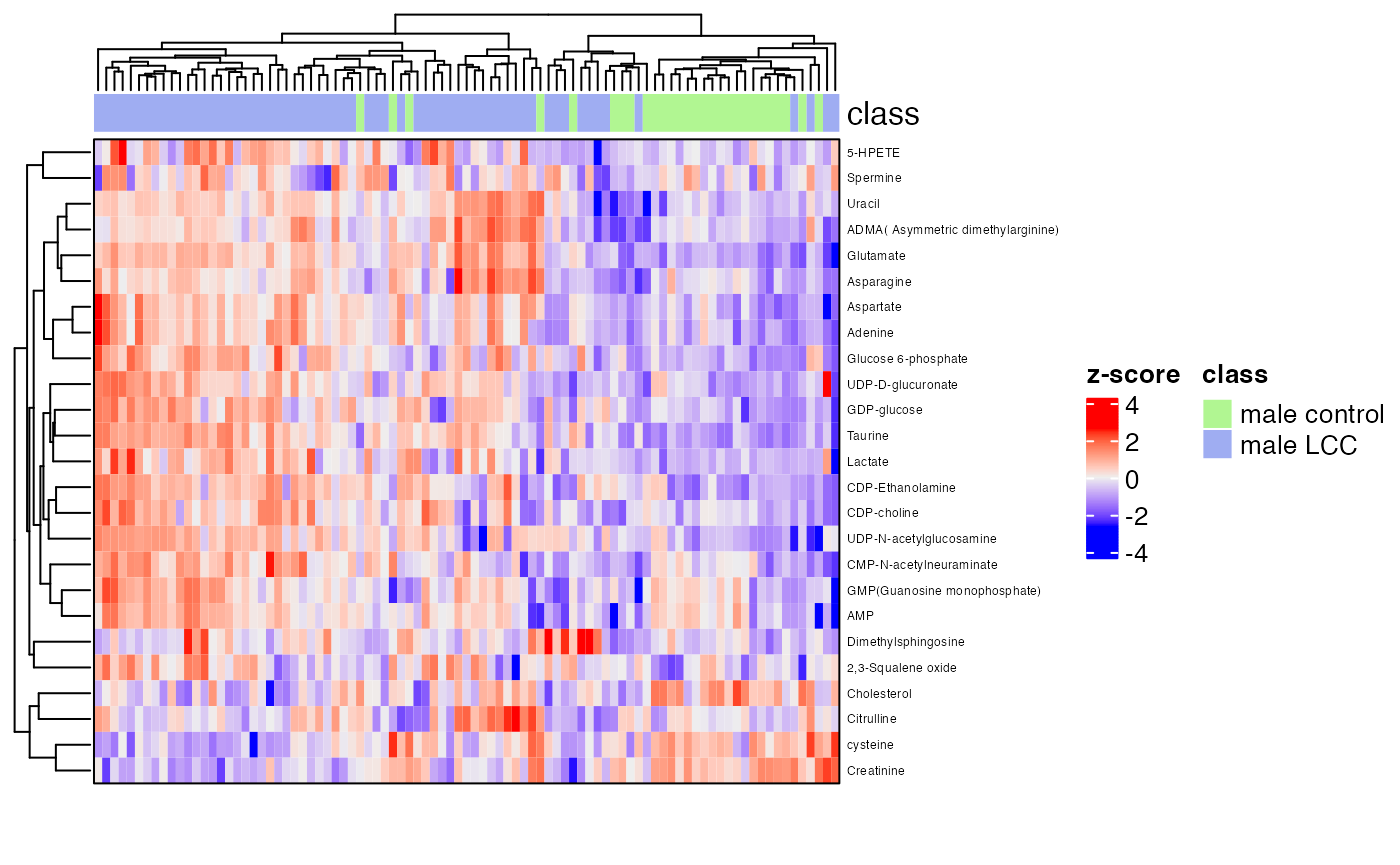 class
5-HPETE
Spermine
Uracil
ADMA( Asymmetric dimethylarginine)
Glutamate
Asparagine
Aspartate
Adenine
Glucose 6-phosphate
UDP-D-glucuronate
GDP-glucose
Taurine
Lactate
CDP-Ethanolamine
CDP-choline
UDP-N-acetylglucosamine
CMP-N-acetylneuraminate
GMP(Guanosine monophosphate)
AMP
Dimethylsphingosine
2,3-Squalene oxide
Cholesterol
Citrulline
cysteine
Creatinine
z-score
4
2
0
-2
-4
class
male control
male LCC